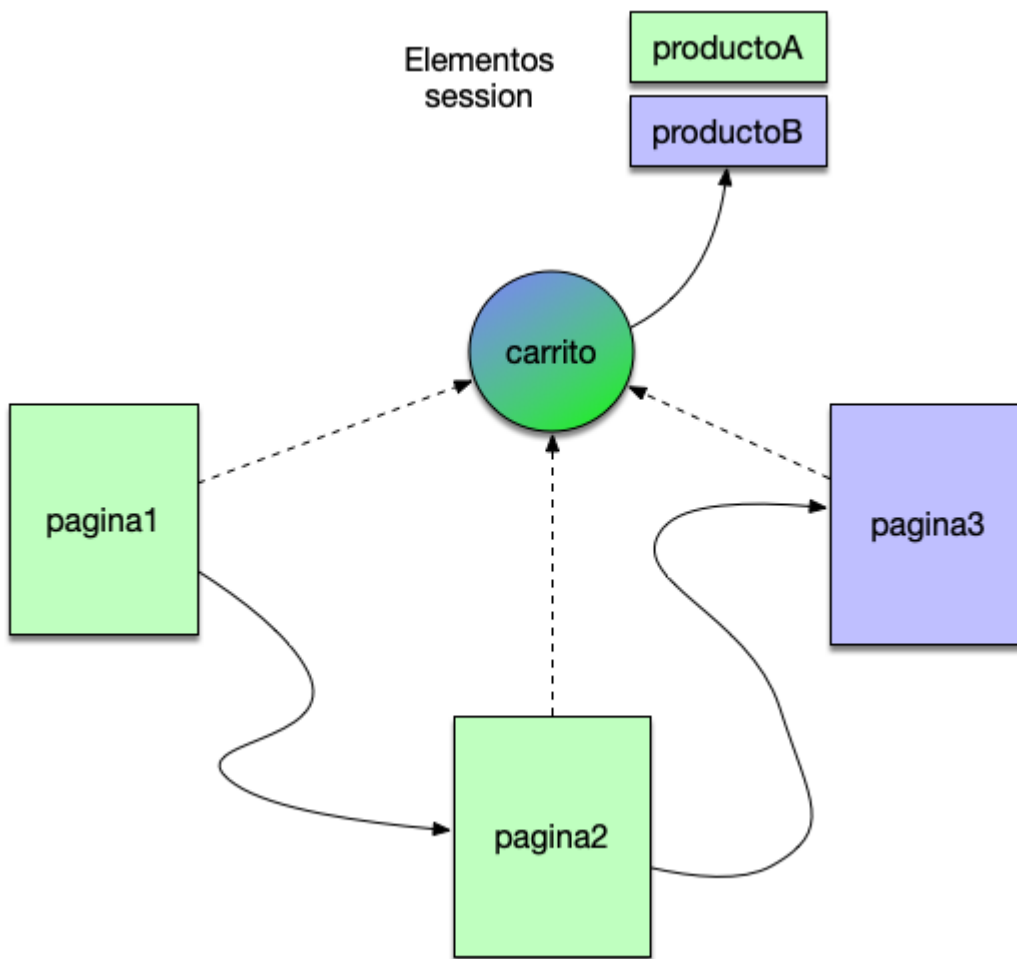 Elementos
session
productoA
productoB
carrito
pagina1
pagina3
pagina2